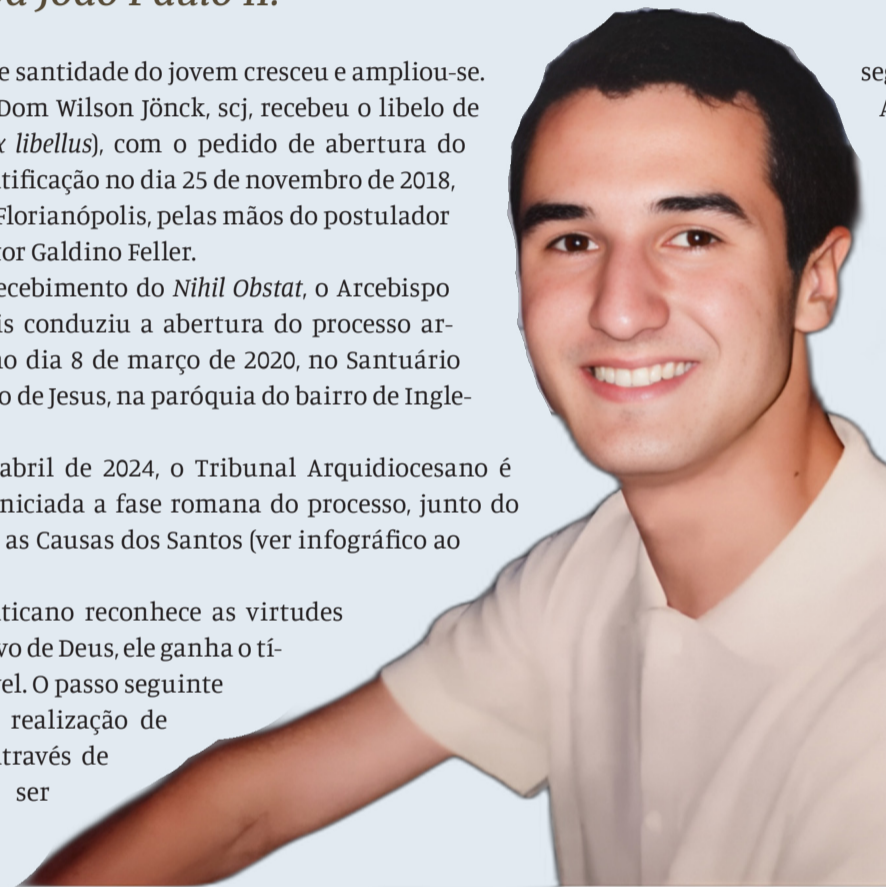 João Paulo II.
e santidade do jovem cresceu e ampliou-se.
Dom Wilson Jönck, scj, recebeu o libelo de
x libellus), com o pedido de abertura do
tificação no dia 25 de novembro de 2018,
Florianópolis, pelas mãos do postulador
tor Galdino Feller.
ecebimento do Nihil Obstat, o Arcebispo
is conduziu a abertura do processo ar-
no dia 8 de março de 2020, no Santuário
o de Jesus, na paróquia do bairro de Ingle-
abril de 2024, o Tribunal Arquidiocesano é
niciada a fase romana do processo, junto do
as Causas dos Santos (ver infográfico ao
ticano reconhece as virtudes
vo de Deus, ele ganha o tí-
el. O passo seguinte
realização de
través de
ser
seg
A